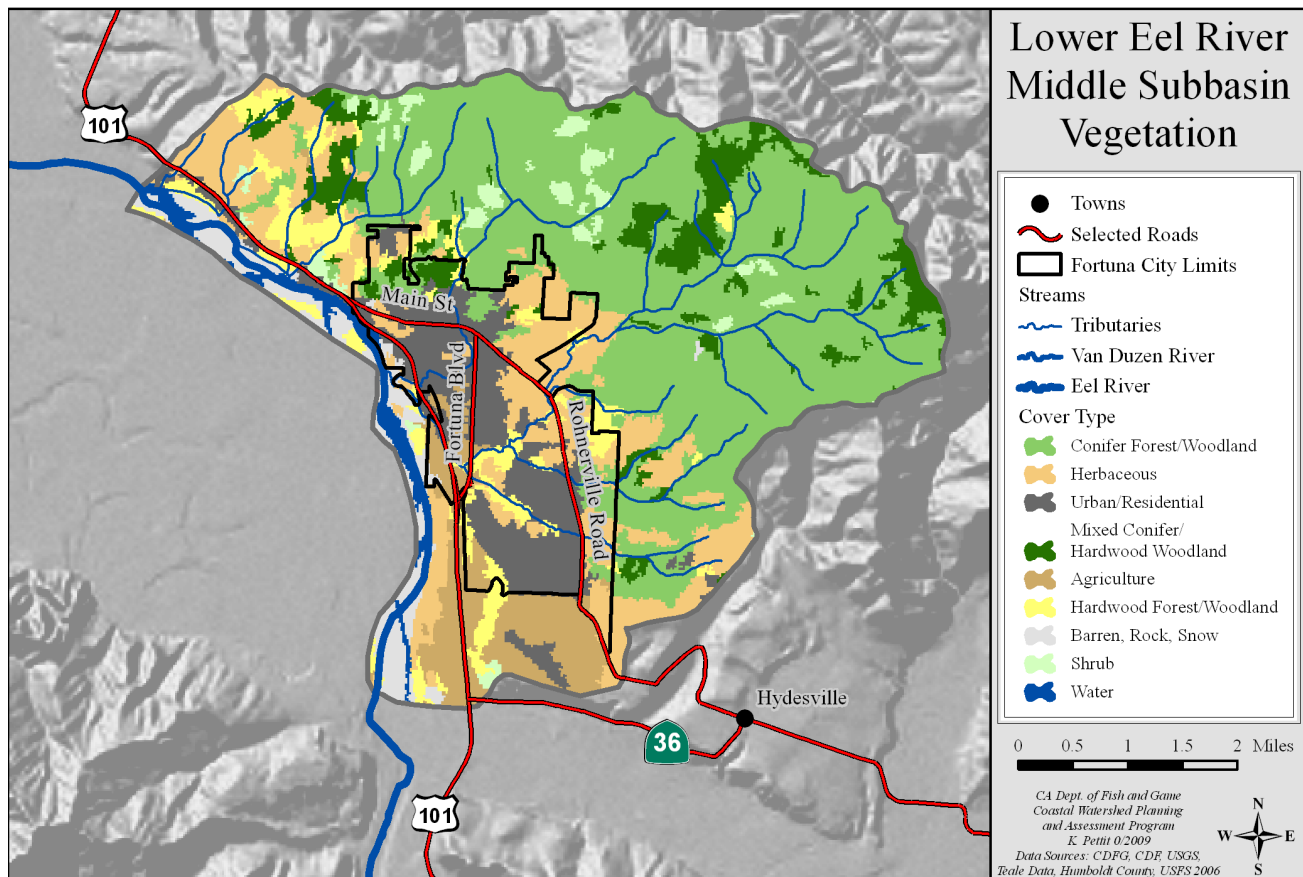 Lower Eel River
Middle Subbasin
Vegetation
101
Main St
Fortuna Blvd
Rohnerville Road
Hydesville
36
101
Towns
Selected Roads
Fortuna City Limits
Streams
Tributaries
Van Duzen River
Eel River
Cover Type
Conifer Forest/Woodland
Herbaceous
Urban/Residential
Mixed Conifer/
Hardwood Woodland
Agriculture
Hardwood Forest/Woodland
Barren, Rock, Snow
Shrub
Water
0 0.5 1 1.5 2 Miles
CA Dept. of Fish and Game
Coastal Watershed Planning
and Assessment Program
K. Pettit 0/2009
Data Sources: CDFG, CDF, USGS,
Teale Data, Humboldt County, USFS 2006
N
W E
S